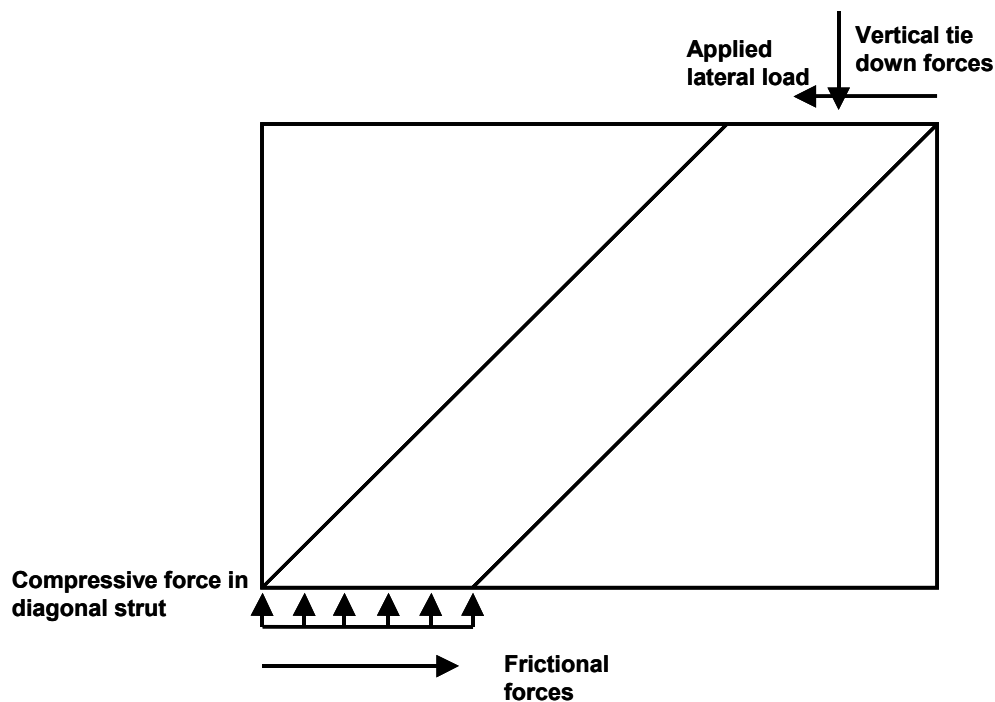 Applied
lateral load
Vertical tie
down forces
Compressive force in
diagonal strut
Frictional
forces